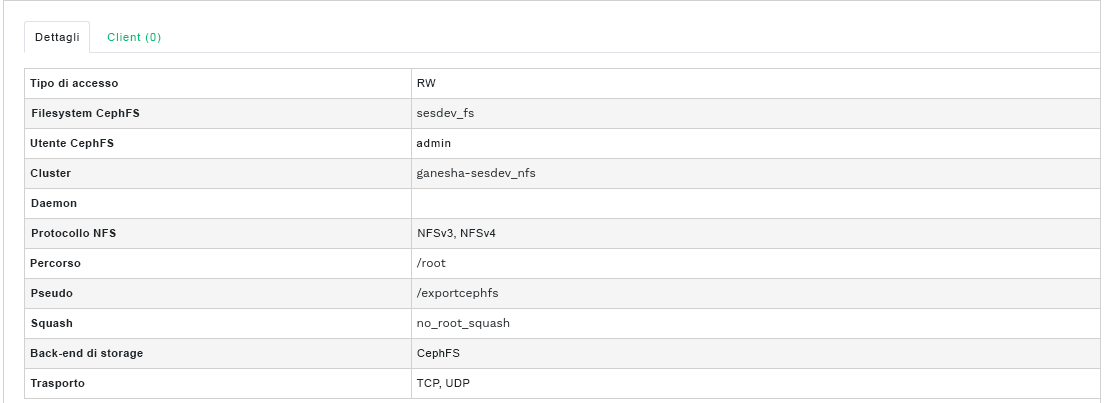 Dettagli Client (0)
Tipo di accesso RW
Filesystem CephFS sesdev_fs
Utente CephFS admin
Cluster ganesha-sesdev_nfs
Daemon
Protocollo NFS NFSv3, NFSv4
Percorso /root
Pseudo /exportcephfs
Squash no_root_squash
Back-end di storage CephFS
Trasporto TCP, UDP